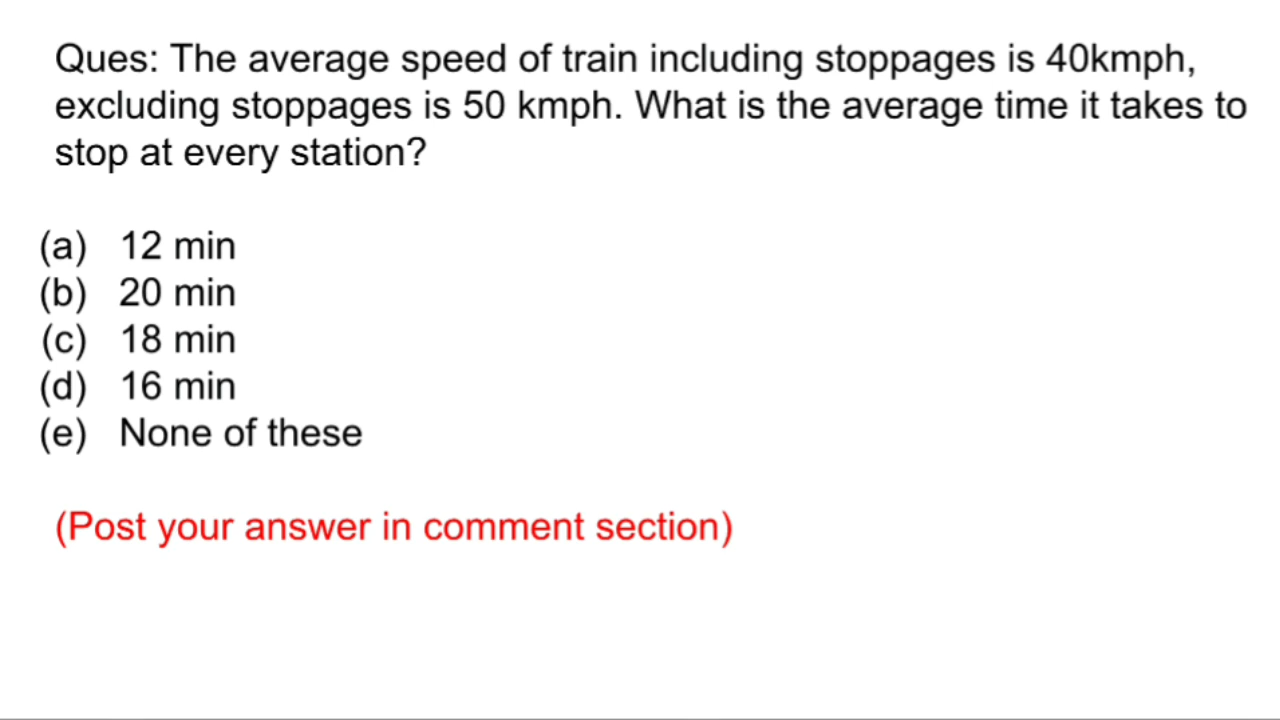 Ques: The average speed of train including stoppages is 40kmph,
excluding stoppages is 50 kmph. What is the average time it takes to
stop at every station?
(a) 12 min
(b) 20 min
(c) 18 min
(d) 16 min
(e) None of these
(Post your answer in comment section)